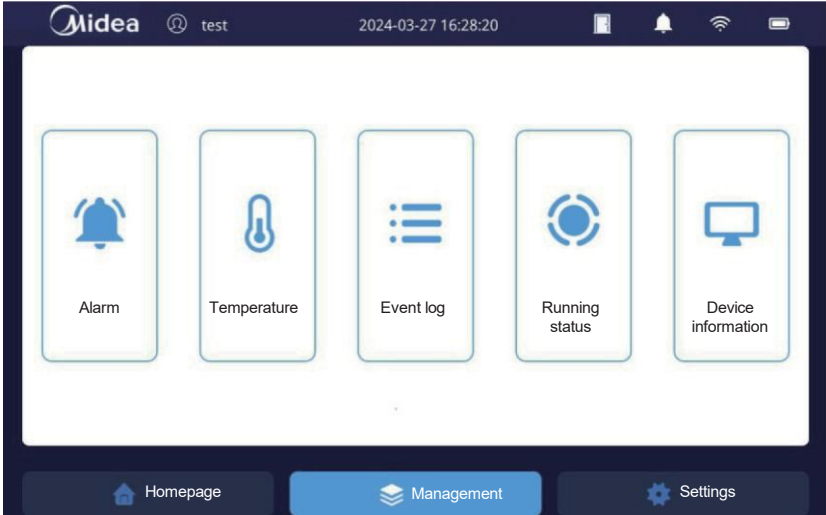 Midea test 2024-03-27 16:28:20
Alarm
Temperature
Event log
Running
status
Device
information
Homepage
Management
Settings